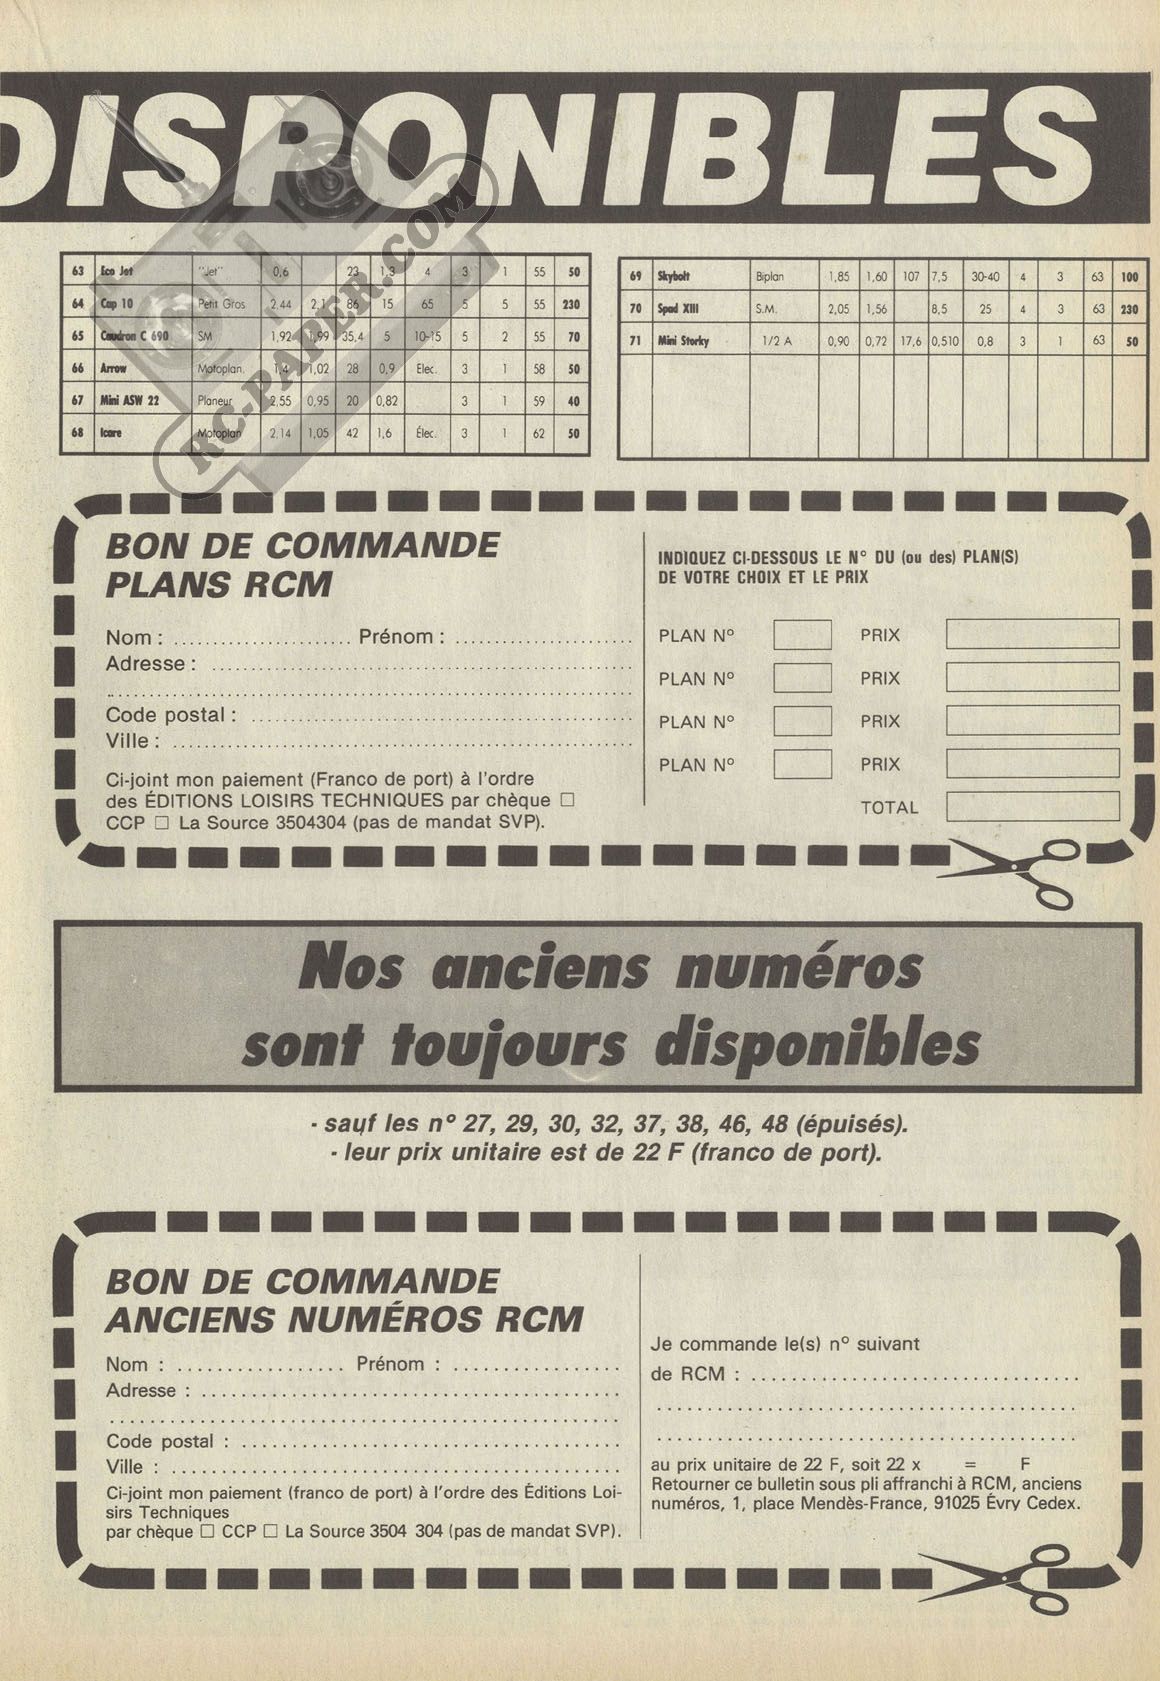 DISPONIBLES
RC-PAPER.COM
63 Eco Jet "Jet" 0,6 23 1,3 4 3 1 55 50
64 Cap 10 Petit Gros 2,44 2,1 86 15 65 5 5 55 230
65 Caudron C 690 SM 1,92 1,99 35,4 5 10-15 5 2 55 70
66 Arrow Motoplan. 1,4 1,02 28 0,9 Elec. 3 1 58 50
67 Mini ASW 22 Planeur 2,55 0,95 20 0,82 3 1 59 40
68 Icare Motoplan 2,14 1,05 42 1,6 Élec. 3 1 62 50
69 Skybolt Biplan 1,85 1,60 107 7,5 30-40 4 3 63 100
70 Spad XIII S.M. 2,05 1,56 8,5 25 4 3 63 230
71 Mini Storky 1/2 A 0,90 0,72 17,6 0,510 0,8 3 1 63 50
BON DE COMMANDE
PLANS RCM
Nom : ...................... Prénom : ......................
Adresse : ....................................................
....................................................
Code postal : ....................................................
Ville : ....................................................
Ci-joint mon paiement (Franco de port) à l'ordre
des ÉDITIONS LOISIRS TECHNIQUES par chèque □
CCP □ La Source 3504304 (pas de mandat SVP).
INDIQUEZ CI-DESSOUS LE N° DU (ou des) PLAN(S)
DE VOTRE CHOIX ET LE PRIX
PLAN N° PRIX
PLAN N° PRIX
PLAN N° PRIX
PLAN N° PRIX
TOTAL
Nos anciens numéros
sont toujours disponibles
- sauf les n° 27, 29, 30, 32, 37, 38, 46, 48 (épuisés).
- leur prix unitaire est de 22 F (franco de port).
BON DE COMMANDE
ANCIENS NUMÉROS RCM
Nom : ................. Prénom : .................
Adresse : ..........................................
....................................................
Code postal : ......................................
Ville : ............................................
Ci-joint mon paiement (franco de port) à l'ordre des Éditions Loi-
sirs Techniques
par chèque □ CCP □ La Source 3504 304 (pas de mandat SVP).
Je commande le(s) n° suivant
de RCM : .................................
..........................................
..........................................
au prix unitaire de 22 F, soit 22 x = F
Retourner ce bulletin sous pli affranchi à RCM, anciens
numéros, 1, place Mendès-France, 91025 Évry Cedex.